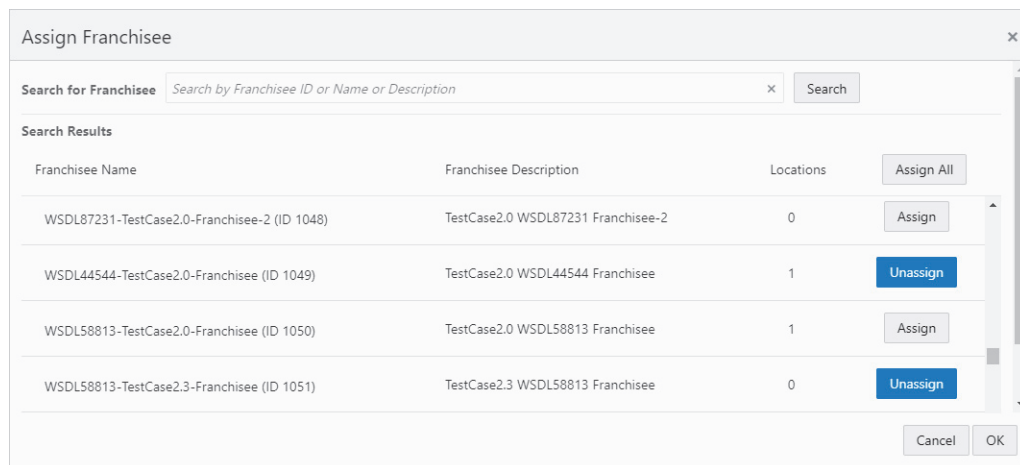 Assign Franchisee ×
Search for Franchisee Search by Franchisee ID or Name or Description × Search
Search Results
Franchisee Name Franchisee Description Locations Assign All
WSDL87231-TestCase2.0-Franchisee-2 (ID 1048) TestCase2.0 WSDL87231 Franchisee-2 0 Assign
WSDL44544-TestCase2.0-Franchisee (ID 1049) TestCase2.0 WSDL44544 Franchisee 1 Unassign
WSDL58813-TestCase2.0-Franchisee (ID 1050) TestCase2.0 WSDL58813 Franchisee 1 Assign
WSDL58813-TestCase2.3-Franchisee (ID 1051) TestCase2.3 WSDL58813 Franchisee 0 Unassign
Cancel OK